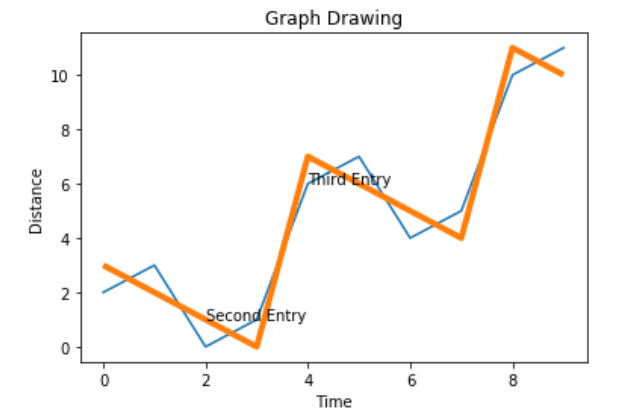 Graph Drawing
10
8
6
4
2
0
Distance
Third Entry
Second Entry
0 2 4 6 8
Time